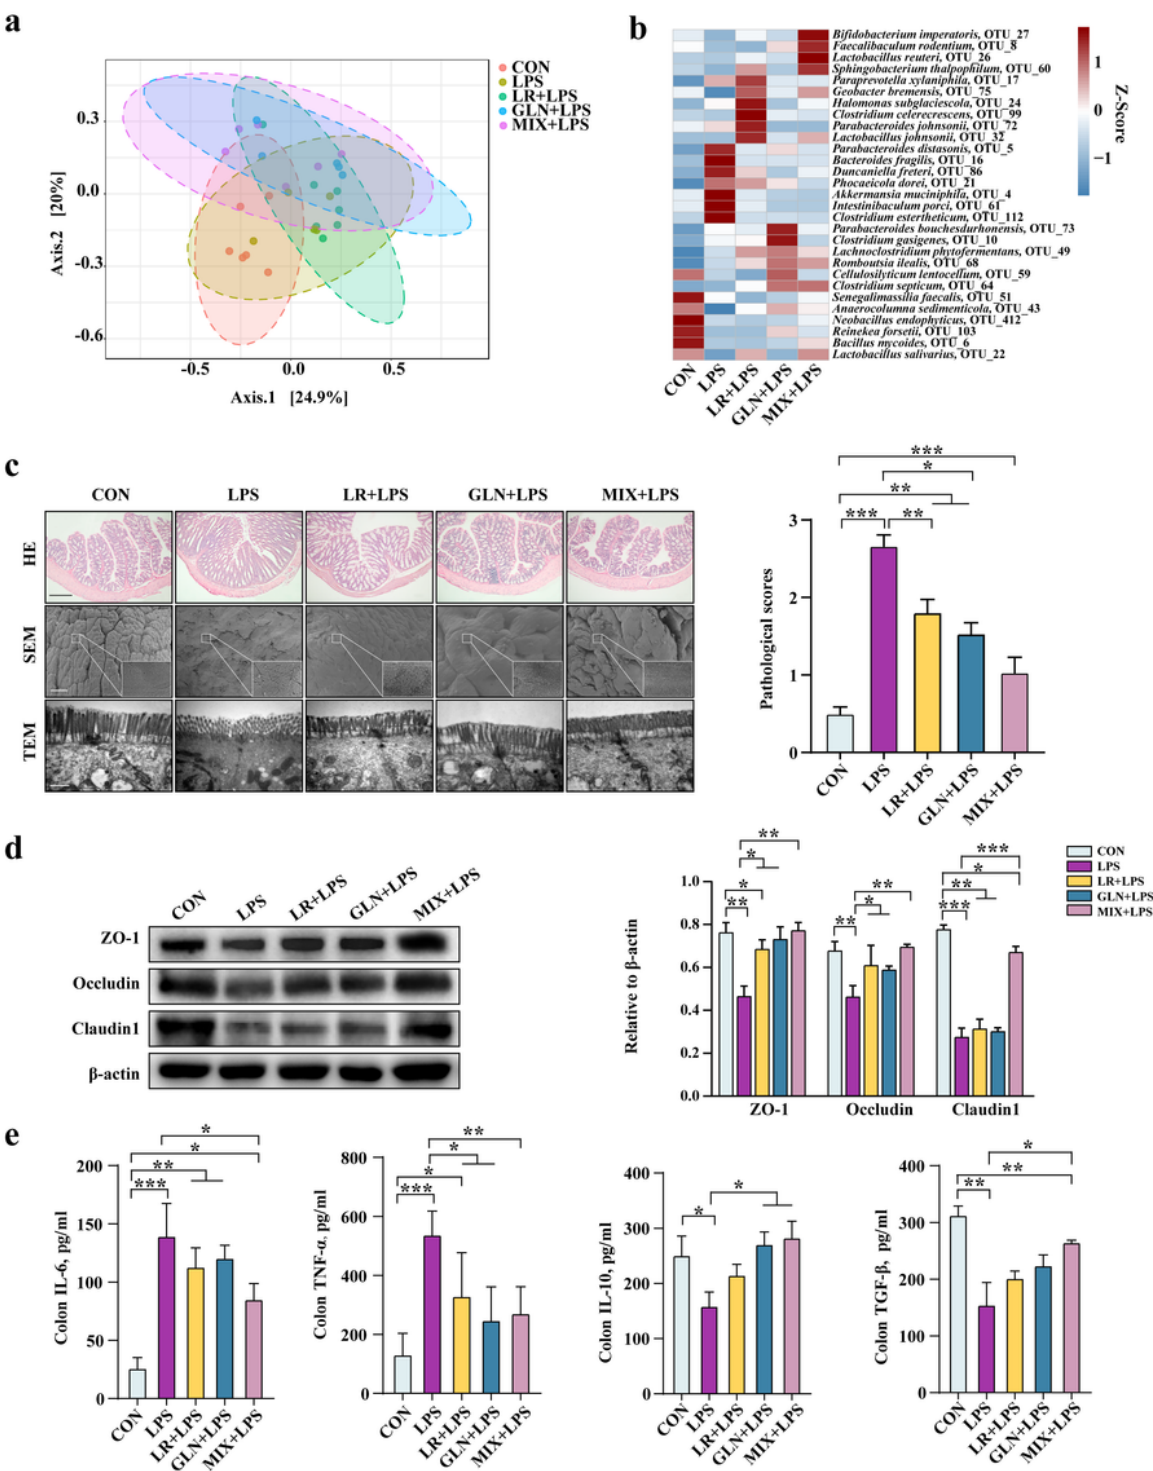 a
0.3
0.0
-0.3
-0.6
Axis.2 [20%]
-0.5 0.0 0.5
Axis.1 [24.9%]
CON
LPS
LR+LPS
GLN+LPS
MIX+LPS
b
Bifidobacterium imperatoris, OTU_27
Faecalibaculum rodentium, OTU_8
Lactobacillus reuteri, OTU_26
Sphingobacterium thalpophilum, OTU_60
Paraprevotella xylaniphila, OTU_17
Geobacter bremensis, OTU_75
Halomonas subglaciescola, OTU_24
Clostridium celerecrescens, OTU_99
Parabacteroides johnsonii, OTU_72
Lactobacillus johnsonii, OTU_32
Parabacteroides distasonis, OTU_5
Bacteroides fragilis, OTU_16
Duncaniella freteri, OTU_86
Phocaeicola dorei, OTU_21
Akkermansia muciniphila, OTU_4
Intestinibaculum porci, OTU_61
Clostridium estertheticum, OTU_112
Parabacteroides bouchesdurhonensis, OTU_73
Clostridium gasigenes, OTU_10
Lachnoclostridium phytofermentans, OTU_49
Romboutsia ilealis, OTU_68
Cellulosilyticum lentocellum, OTU_59
Clostridium septicum, OTU_64
Senegalimassilia faecalis, OTU_51
Anaerocolumna sedimenticola, OTU_43
Neobacillus endophyticus, OTU_412
Reinekea forsetii, OTU_103
Bacillus mycoides, OTU_6
Lactobacillus salivarius, OTU_22
CON LPS LR+LPS GLN+LPS MIX+LPS
1
0
−1
Z-Score
c
CON LPS LR+LPS GLN+LPS MIX+LPS
HE
SEM
TEM
***
*
**
*** **
3
2
1
0
Pathological scores
CON LPS LR+LPS GLN+LPS MIX+LPS
d
CON LPS LR+LPS GLN+LPS MIX+LPS
ZO-1
Occludin
Claudin1
β-actin
**
*
*
**
**
*
**
***
*
**
***
1.0
0.8
0.6
0.4
0.2
0.0
Relative to β-actin
ZO-1 Occludin Claudin1
CON
LPS
LR+LPS
GLN+LPS
MIX+LPS
e
*
*
**
***
200
150
100
50
0
Colon IL-6, pg/ml
CON LPS LR+LPS GLN+LPS MIX+LPS
**
*
*
***
800
600
400
200
0
Colon TNF-α, pg/ml
CON LPS LR+LPS GLN+LPS MIX+LPS
*
*
400
300
200
100
0
Colon IL-10, pg/ml
CON LPS LR+LPS GLN+LPS MIX+LPS
*
**
**
400
300
200
100
0
Colon TGF-β, pg/ml
CON LPS LR+LPS GLN+LPS MIX+LPS